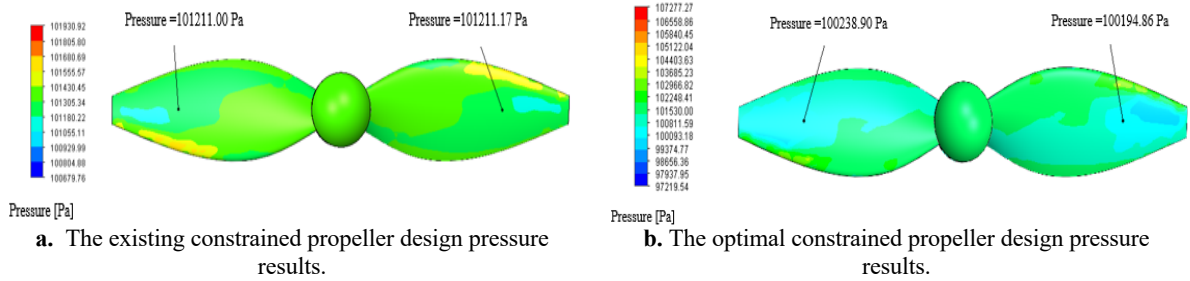 Pressure =101211.00 Pa
Pressure =101211.17 Pa
101930.92
101805.80
101680.69
101555.57
101430.45
101305.34
101180.22
101055.11
100929.99
100804.88
100679.76
Pressure [Pa]
a. The existing constrained propeller design pressure
results.
107277.27
106558.86
105840.45
105122.04
104403.63
103685.23
102966.82
102248.41
101530.00
100811.59
100093.18
99374.77
98656.36
97937.95
97219.54
Pressure =100238.90 Pa
Pressure =100194.86 Pa
Pressure [Pa]
b. The optimal constrained propeller design pressure
results.